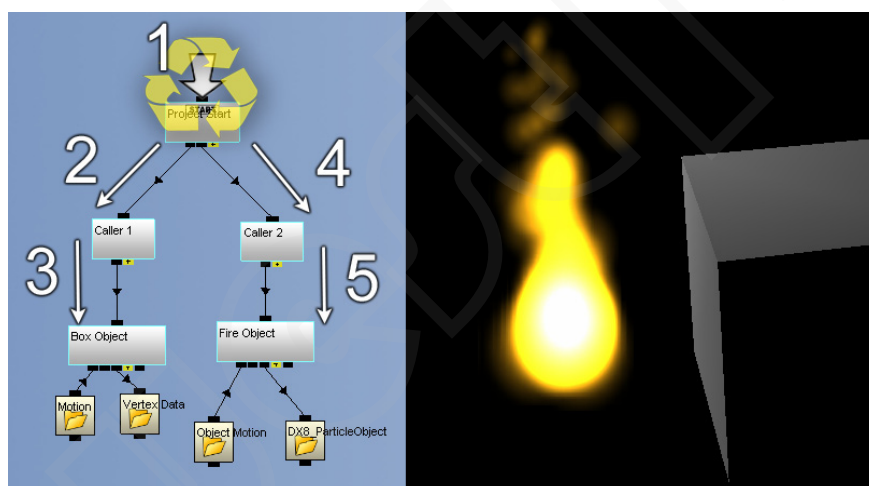 1
START
Project Start
2
4
Caller 1
Caller 2
3
5
Box Object
Fire Object
Motion
Vertex Data
Object Motion
DX8_ParticleObject